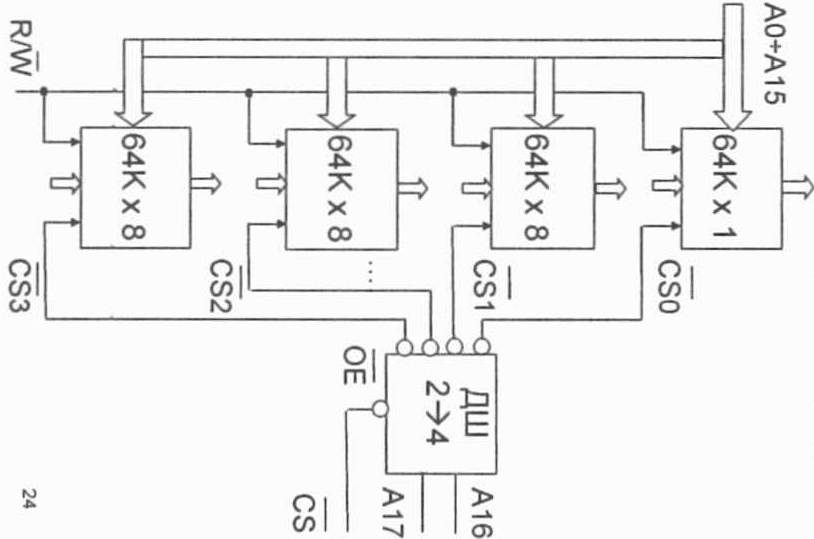 A0+A15
64K x 1
CS0
64K x 8
CS1
ДШ
2→4
A16
A17
OE
CS
64K x 8
CS2
64K x 8
CS3
R/W
24